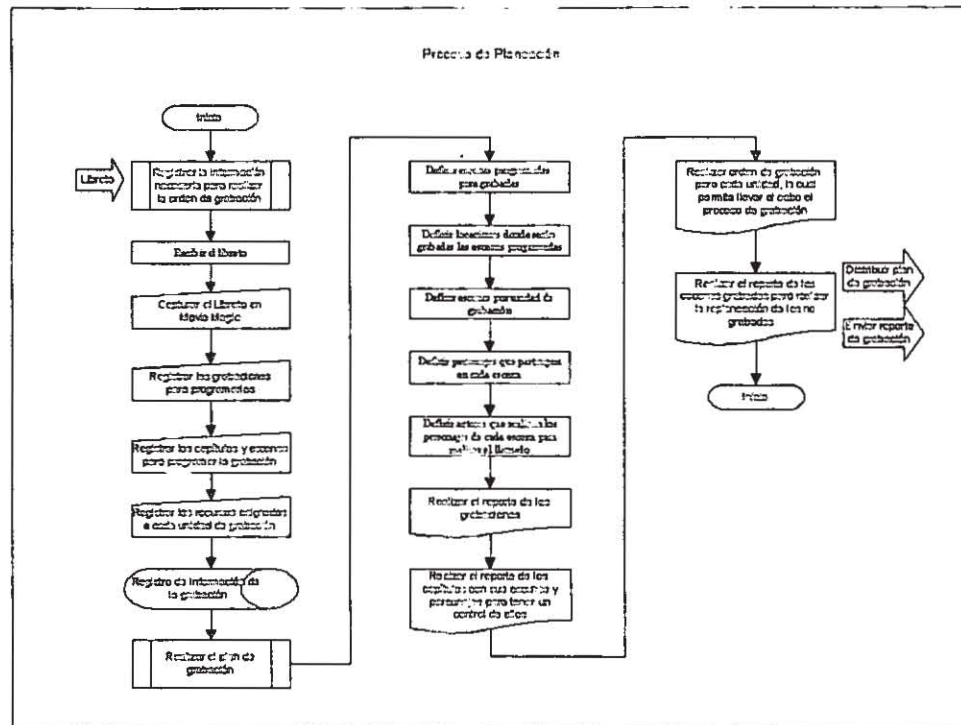 Proceso de Planeación
Inicio
Libreto
Registrar la información
necesaria para realizar
la orden de grabación
Recibir el libreto
Capturar el Libreto en
Movie Magic
Registrar las grabaciones
para programarlas
Registrar los capítulos y escenas
para programar la grabación
Registrar los recursos asignados
a cada unidad de grabación
Registro de información de
la grabación
Realizar el plan de
grabación
Definir escenas programadas
para grabarlas
Definir locaciones donde serán
grabadas las escenas programadas
Definir escenas por unidad de
grabación
Definir personajes que participan
en cada escena
Definir actores que realizan los
personajes de cada escena para
realizar el llamado
Realizar el reporte de las
grabaciones
Realizar el reporte de los
capítulos con sus escenas y
personajes para tener un
control de ellos
Realizar orden de grabación
para cada unidad, la cual
permita llevar a cabo el
proceso de grabación
Realizar el reporte de las
escenas grabadas para realizar
la replaneación de las no
grabadas
Distribuir plan
de grabación
Enviar reporte
de grabación
Inicio